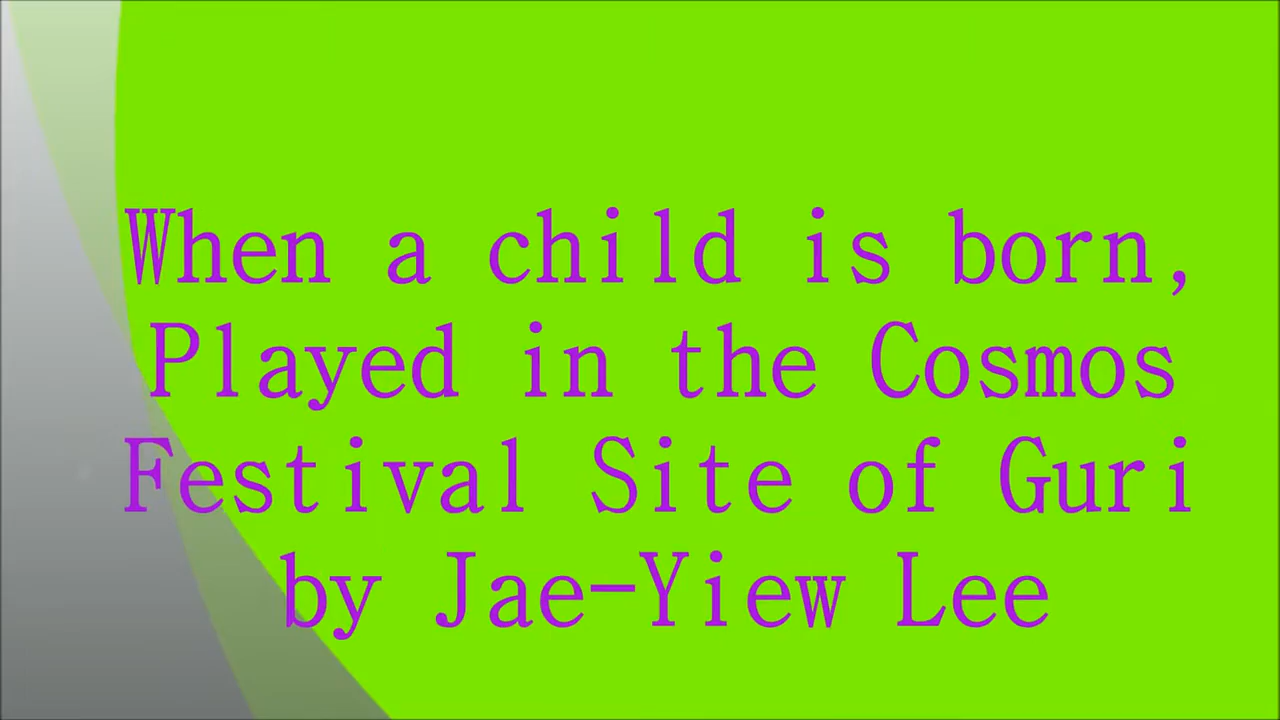 When a child is born,
Played in the Cosmos
Festival Site of Guri
by Jae-Yiew Lee